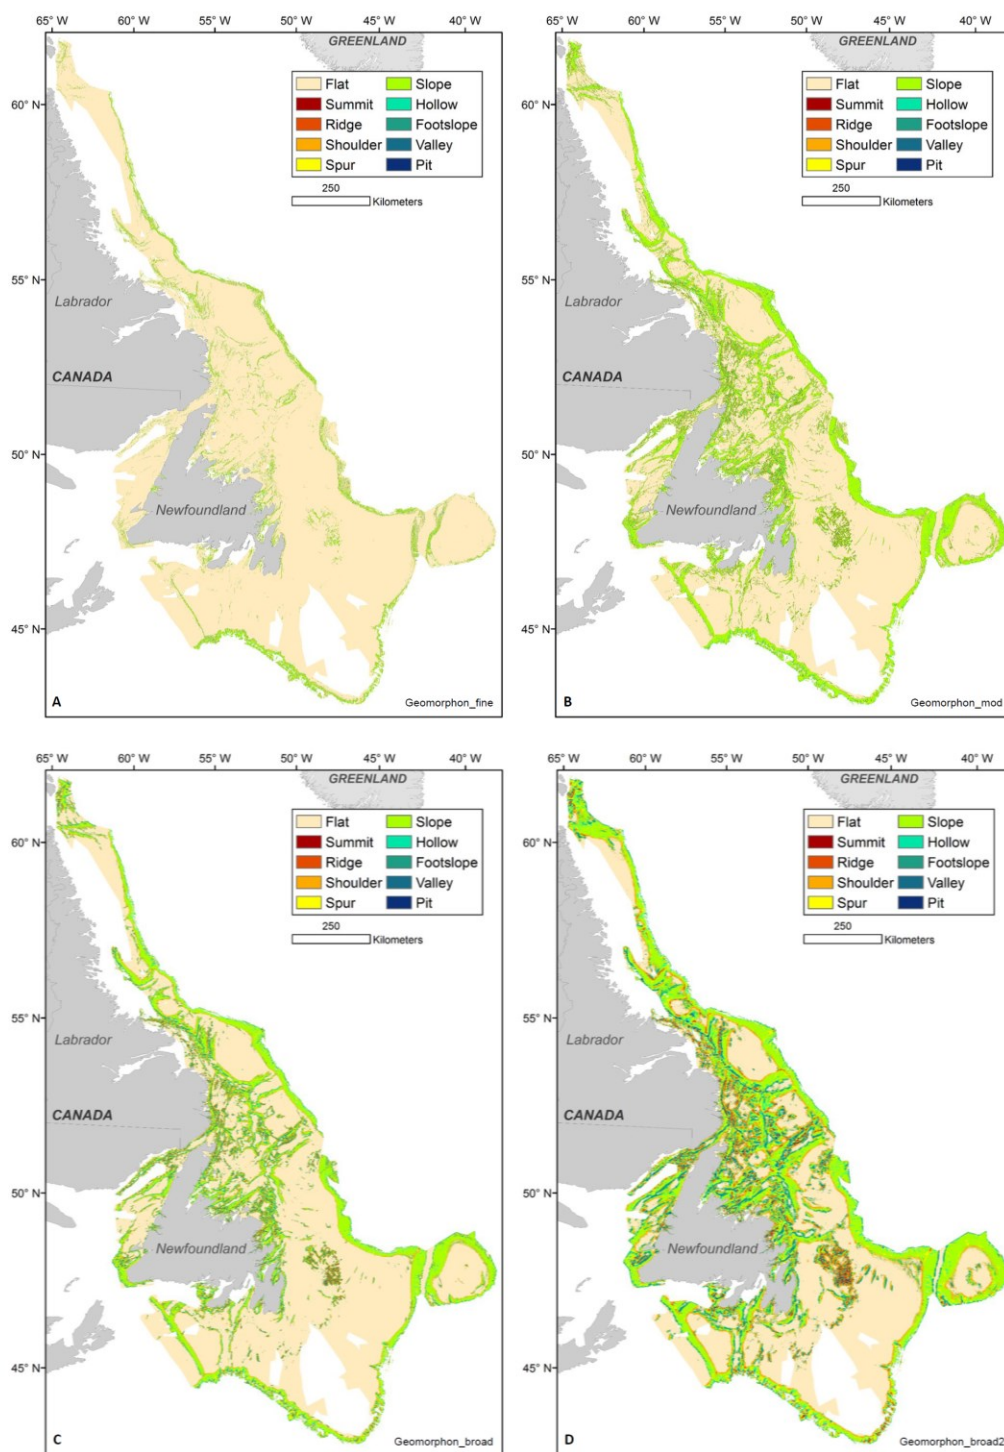 65° W 60° W 55° W 50° W 45° W 40° W
GREENLAND
Flat Slope
Summit Hollow
Ridge Footslope
Shoulder Valley
Spur Pit
250
Kilometers
60° N
55° N
50° N
45° N
Labrador
CANADA
Newfoundland
A
Geomorphon_fine
65° W 60° W 55° W 50° W 45° W 40° W
GREENLAND
Flat Slope
Summit Hollow
Ridge Footslope
Shoulder Valley
Spur Pit
250
Kilometers
60° N
55° N
50° N
45° N
Labrador
CANADA
Newfoundland
B
Geomorphon_mod
65° W 60° W 55° W 50° W 45° W 40° W
GREENLAND
Flat Slope
Summit Hollow
Ridge Footslope
Shoulder Valley
Spur Pit
250
Kilometers
60° N
55° N
50° N
45° N
Labrador
CANADA
Newfoundland
C
Geomorphon_broad
65° W 60° W 55° W 50° W 45° W 40° W
GREENLAND
Flat Slope
Summit Hollow
Ridge Footslope
Shoulder Valley
Spur Pit
250
Kilometers
60° N
55° N
50° N
45° N
Labrador
CANADA
Newfoundland
D
Geomorphon_broad2